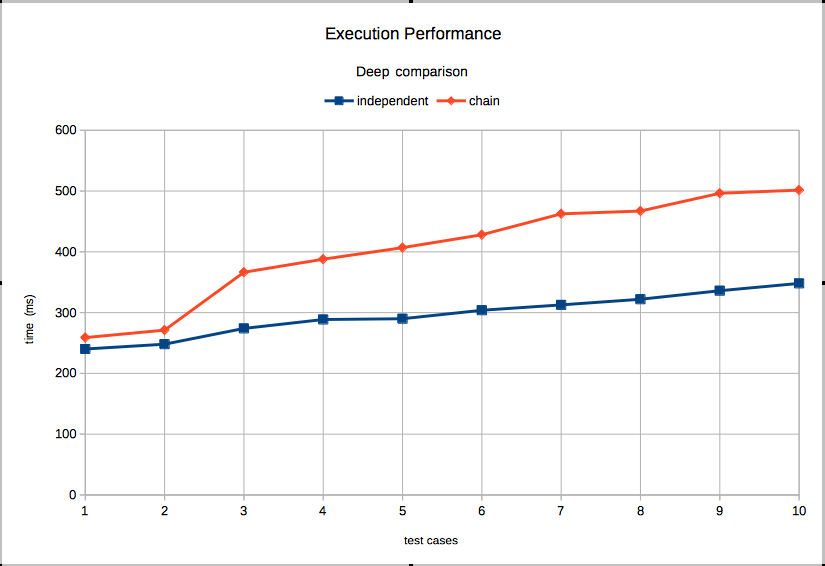 Execution Performance
Deep comparison
independent chain
600
500
400
300
200
100
0
time (ms)
1 2 3 4 5 6 7 8 9 10
test cases